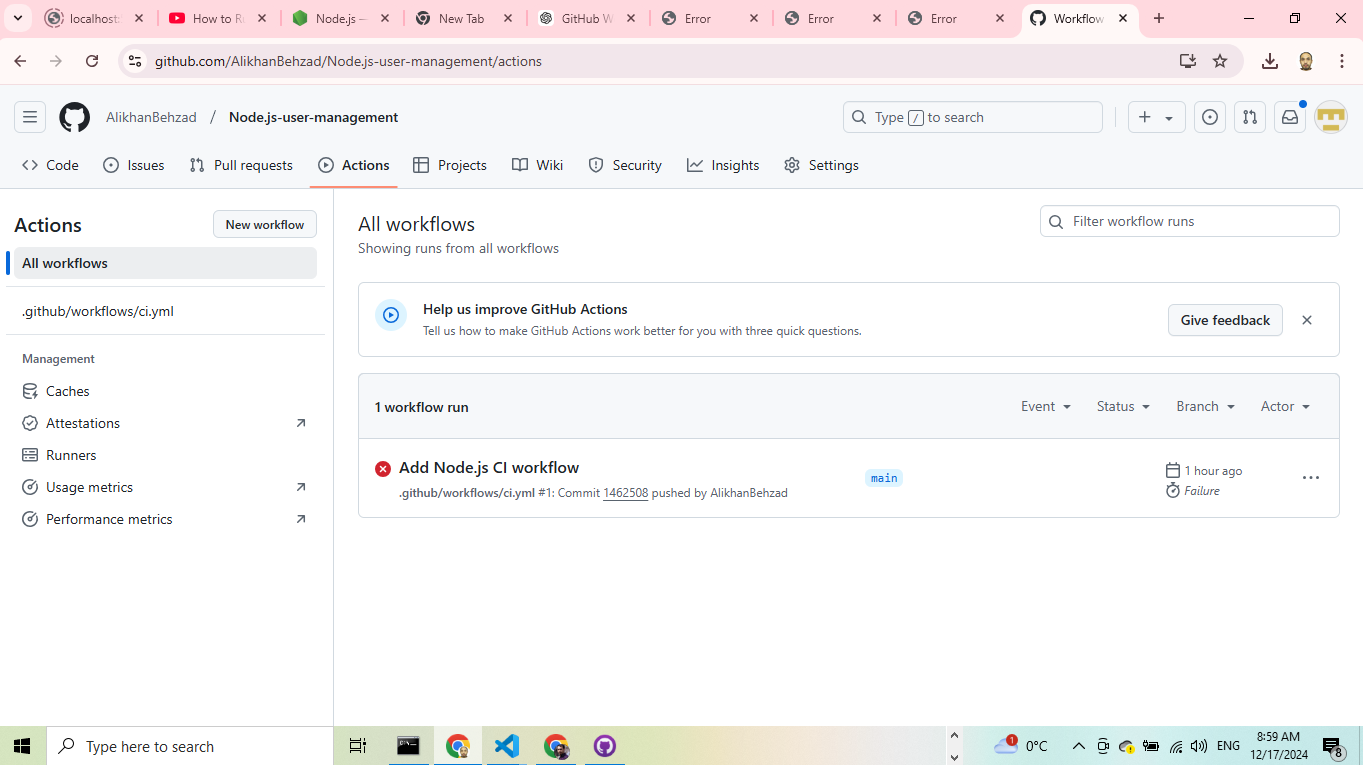 localhost:
How to Ru
Node.js –
New Tab
GitHub W
Error
Error
Error
Workflow
github.com/AlikhanBehzad/Node.js-user-management/actions
AlikhanBehzad / Node.js-user-management
Type / to search
Code
Issues
Pull requests
Actions
Projects
Wiki
Security
Insights
Settings
Actions
New workflow
All workflows
.github/workflows/ci.yml
Management
Caches
Attestations
Runners
Usage metrics
Performance metrics
All workflows
Showing runs from all workflows
Filter workflow runs
Help us improve GitHub Actions
Tell us how to make GitHub Actions work better for you with three quick questions.
Give feedback
1 workflow run
Event
Status
Branch
Actor
Add Node.js CI workflow
.github/workflows/ci.yml #1: Commit 1462508 pushed by AlikhanBehzad
main
1 hour ago
Failure
Type here to search
1
0°C
ENG
8:59 AM
12/17/2024
8